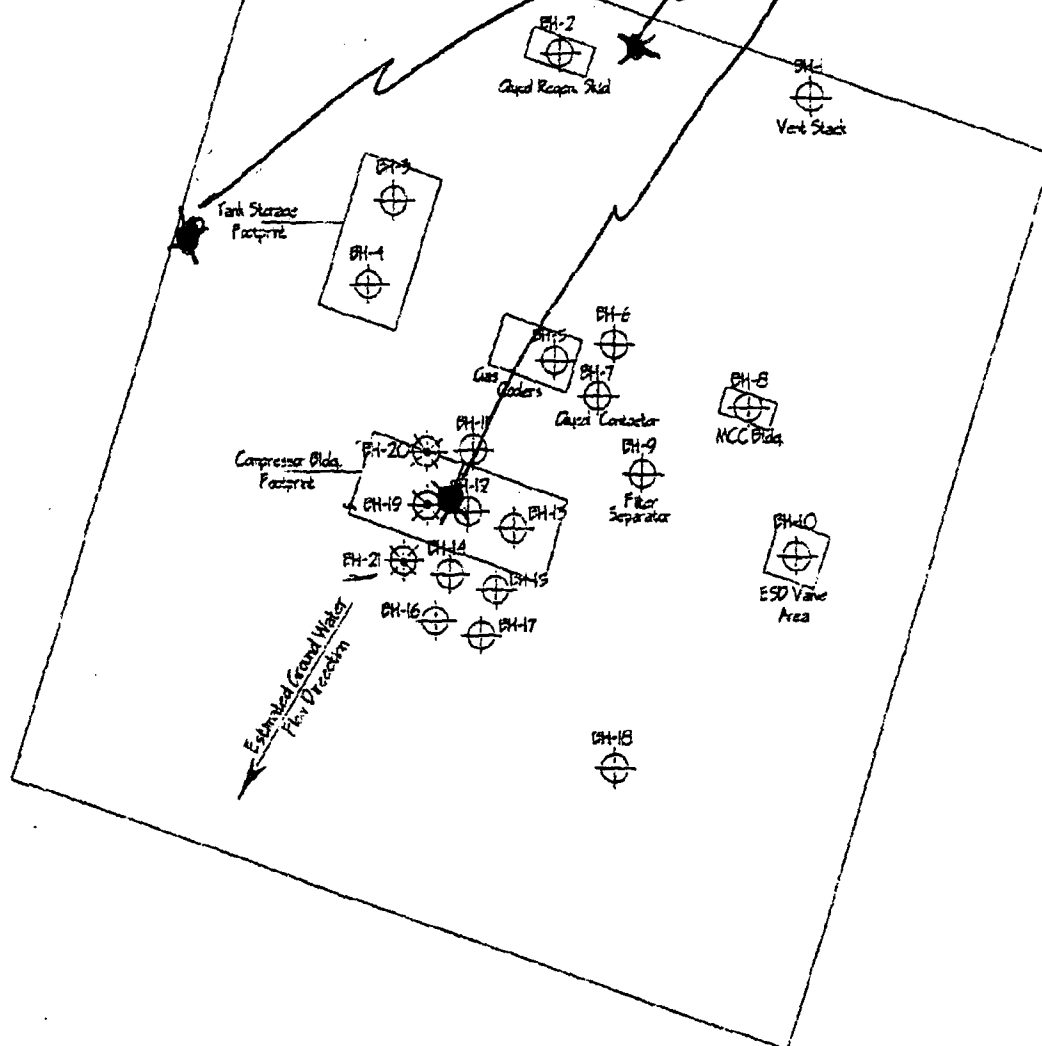 BH-2
Glycol Regen. Skid
BH-1
Vent Stack
BH-3
Tank Storage
Footprint
BH-4
BH-6
BH-5
BH-7
Gas
Coolers
Glycol Contactor
BH-8
MCC Bldg.
BH-11
BH-20
BH-9
Compressor Bldg.
Footprint
BH-12
BH-19
Filter
Separator
BH-13
BH-10
BH-14
BH-21
BH-15
ESD Valve
Area
BH-16
BH-17
Estimated Ground Water
Flow Direction
BH-18